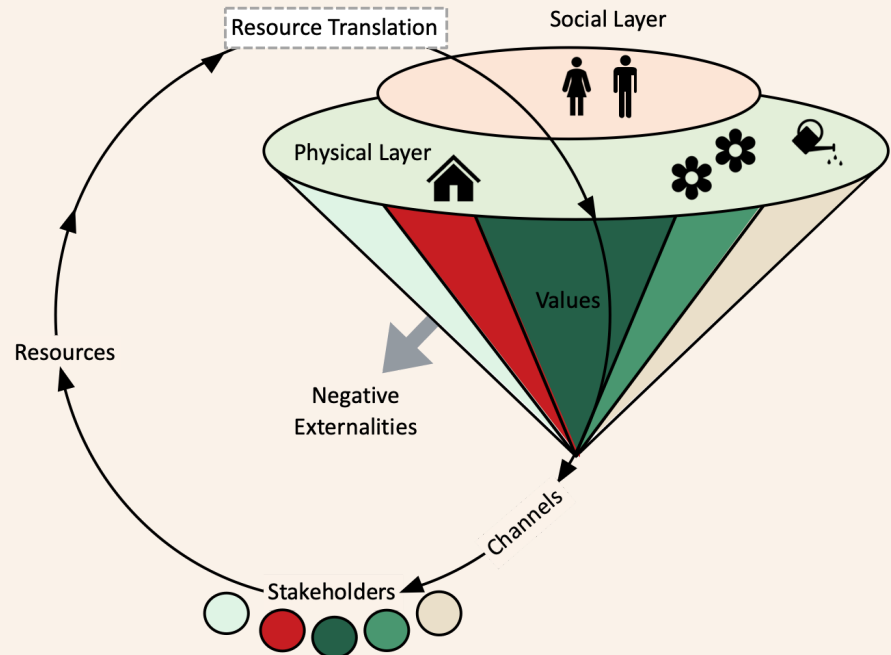 Social Layer
Resource Translation
Physical Layer
Values
Resources
Negative
Externalities
Channels
Stakeholders